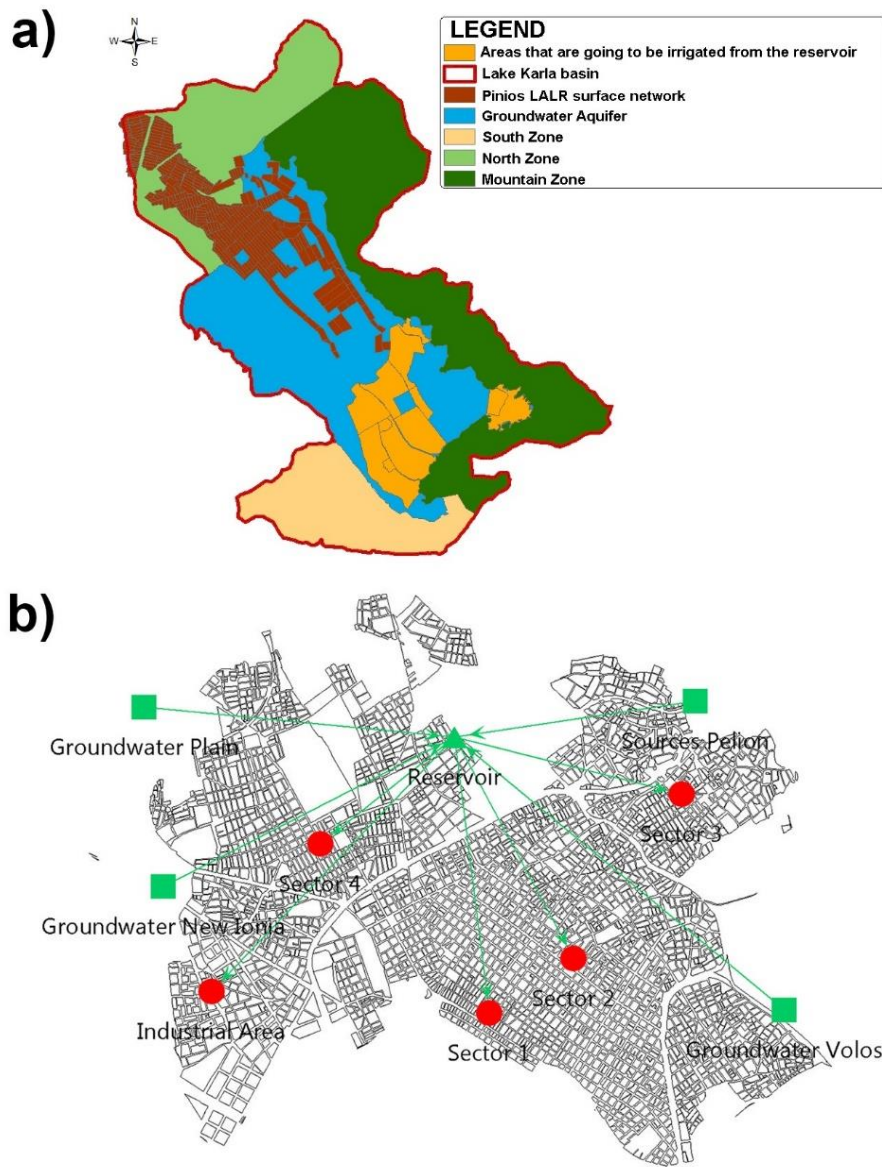 a)
N
W E
S
LEGEND
Areas that are going to be irrigated from the reservoir
Lake Karla basin
Pinios LALR surface network
Groundwater Aquifer
South Zone
North Zone
Mountain Zone
b)
Groundwater Plain
Sources Pelion
Reservoir
Sector 3
Sector 4
Groundwater New Ionia
Sector 2
Industrial Area
Sector 1
Groundwater Volos